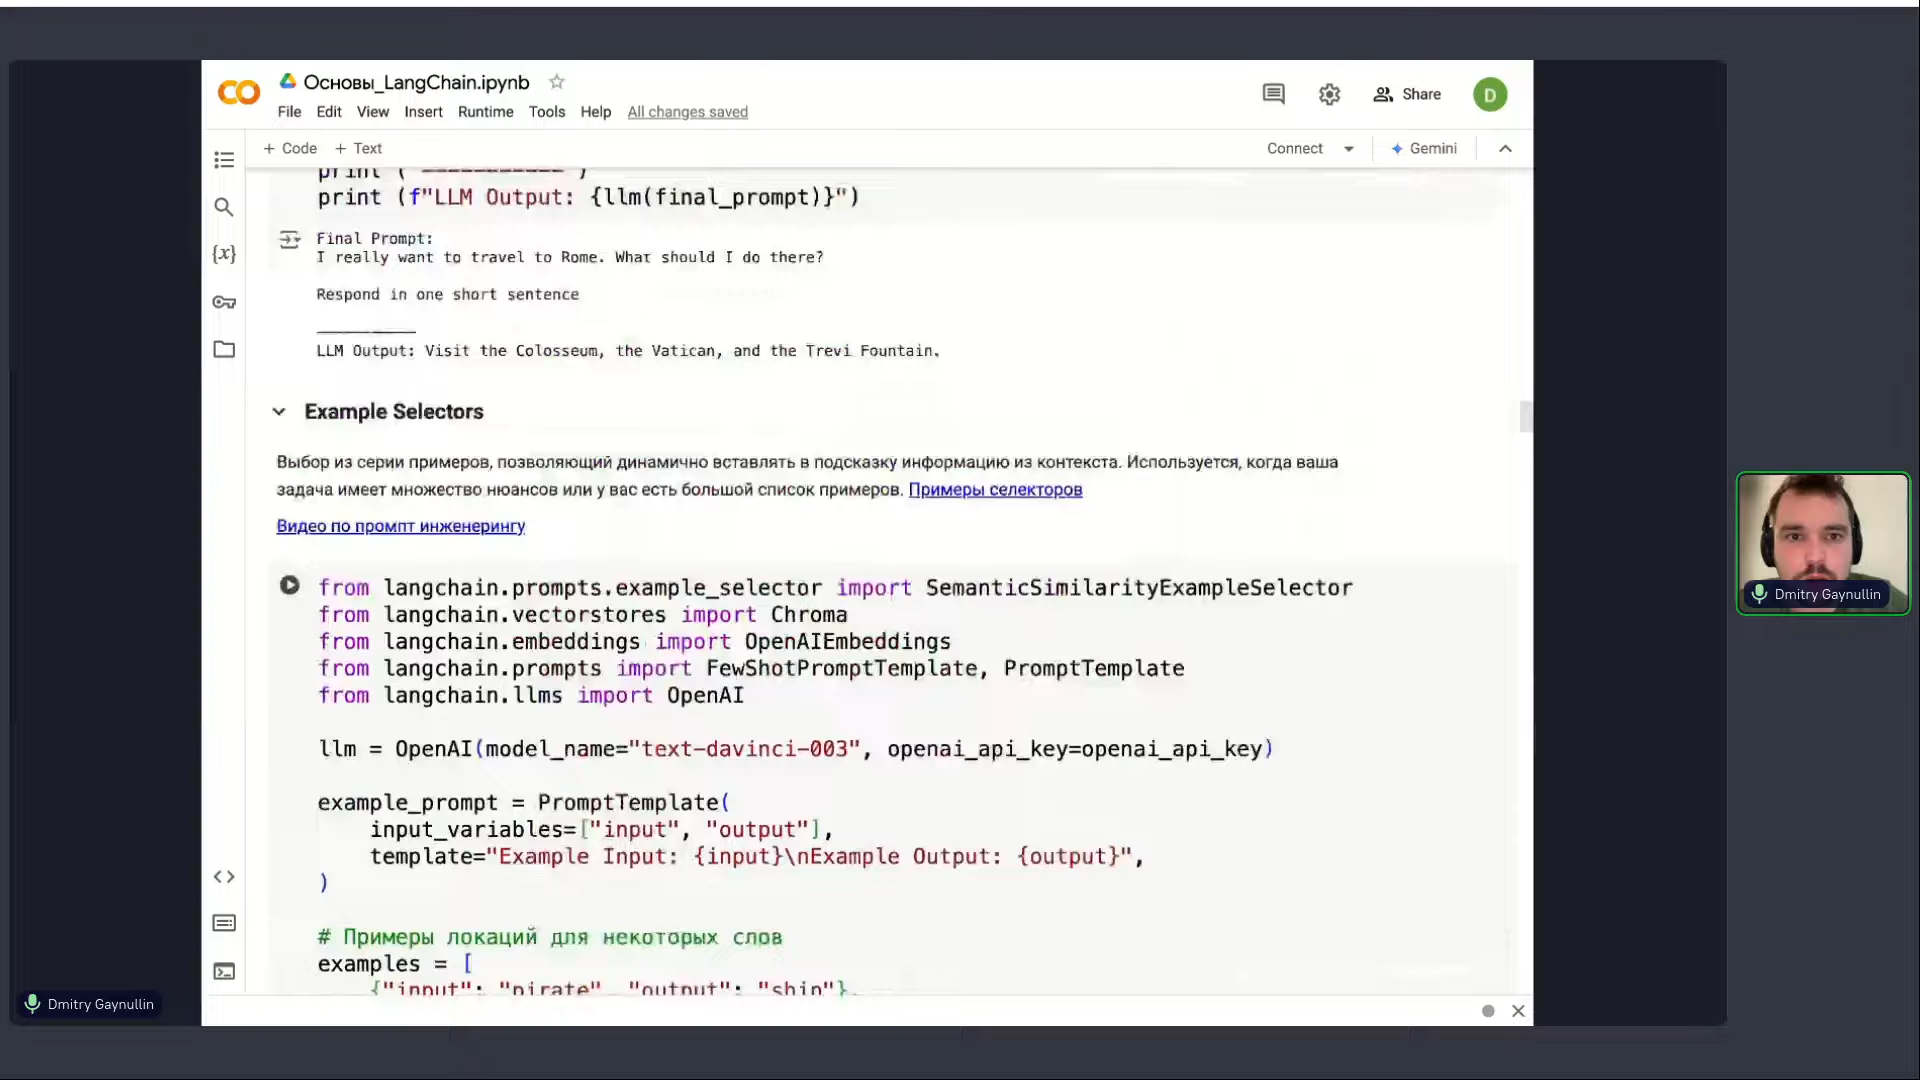 Основы_LangChain.ipynb
File Edit View Insert Runtime Tools Help All changes saved
Share
D
+ Code + Text
Connect
Gemini
print (
print (f"LLM Output: {llm(final_prompt)}")
{x}
Final Prompt:
I really want to travel to Rome. What should I do there?
Respond in one short sentence
LLM Output: Visit the Colosseum, the Vatican, and the Trevi Fountain.
Example Selectors
Выбор из серии примеров, позволяющий динамично вставлять в подсказку информацию из контекста. Используется, когда ваша
задача имеет множество нюансов или у вас есть большой список примеров. Примеры селекторов
Видео по промпт инженерингу
from langchain.prompts.example_selector import SemanticSimilarityExampleSelector
from langchain.vectorstores import Chroma
from langchain.embeddings import OpenAIEmbeddings
from langchain.prompts import FewShotPromptTemplate, PromptTemplate
from langchain.llms import OpenAI
llm = OpenAI(model_name="text-davinci-003", openai_api_key=openai_api_key)
example_prompt = PromptTemplate(
input_variables=["input", "output"],
template="Example Input: {input}\nExample Output: {output}",
)
# Примеры локаций для некоторых слов
examples = [
{"input": "pirate", "output": "ship"},
Dmitry Gaynullin
Dmitry Gaynullin